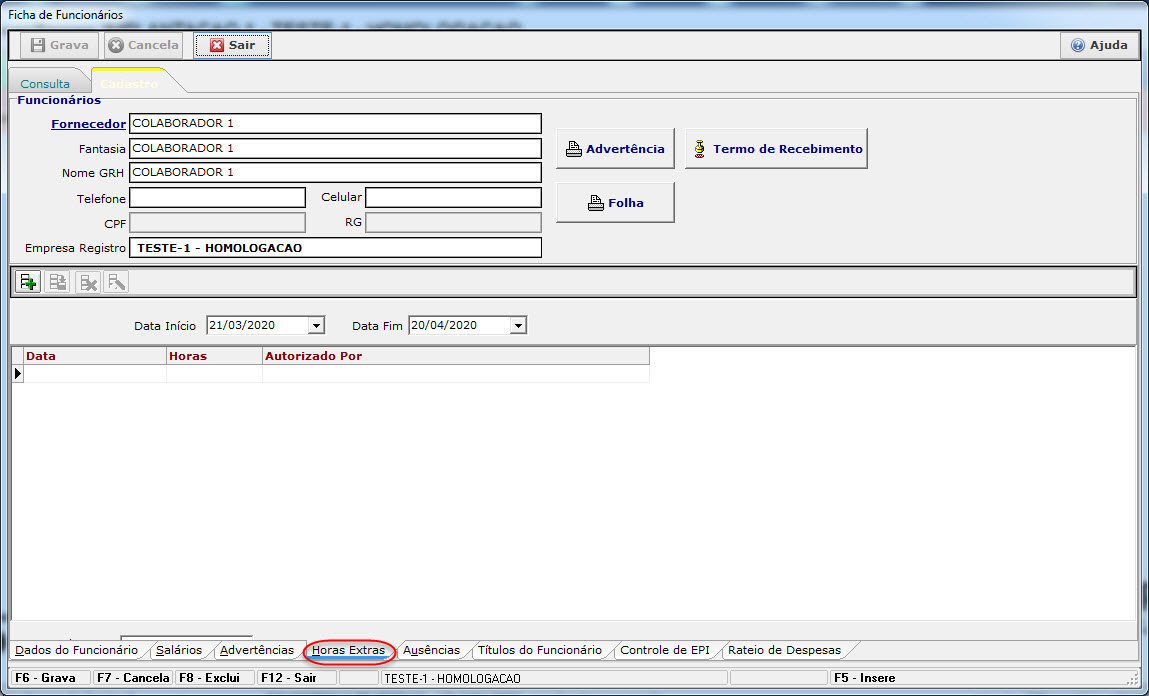 Ficha de Funcionários
Grava Cancela Sair Ajuda
Consulta Cadastro
Funcionários
Fornecedor COLABORADOR 1
Fantasia COLABORADOR 1
Nome GRH COLABORADOR 1
Telefone Celular
CPF RG
Empresa Registro TESTE-1 - HOMOLOGACAO
Advertência Termo de Recebimento
Folha
Data Início 21/03/2020 Data Fim 20/04/2020
Data Horas Autorizado Por
Dados do Funcionário Salários Advertências Horas Extras Ausências Títulos do Funcionário Controle de EPI Rateio de Despesas
F6 - Grava F7 - Cancela F8 - Exclui F12 - Sair TESTE-1 - HOMOLOGACAO F5 - Insere